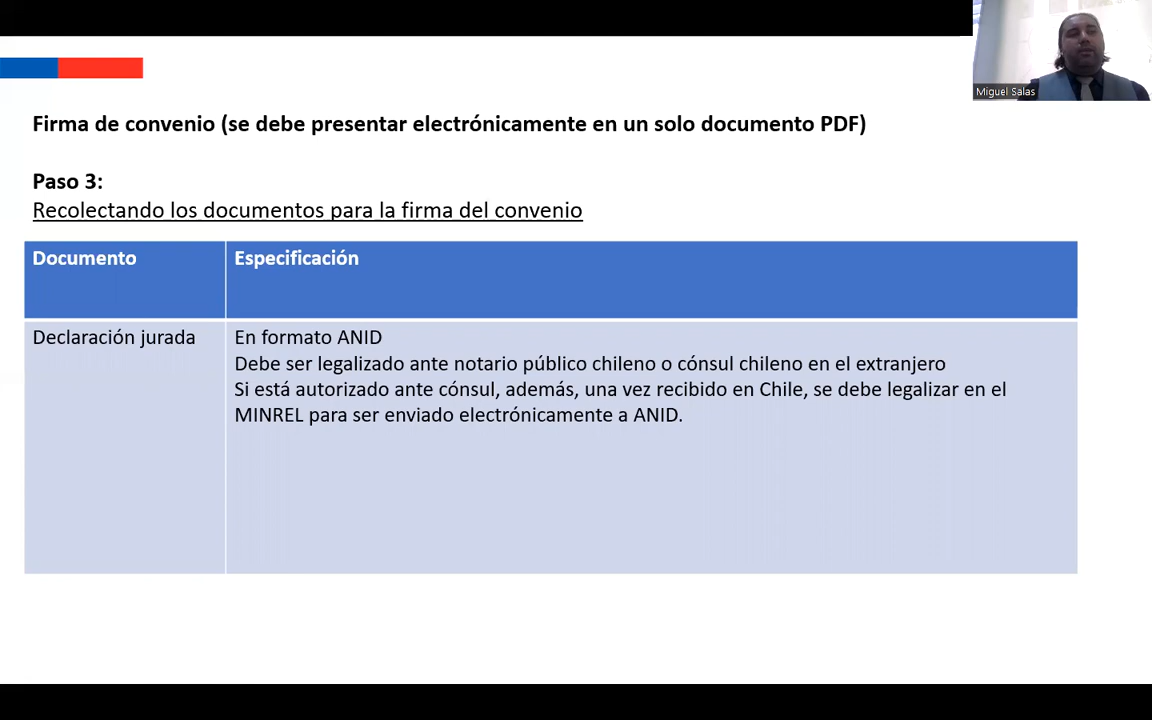 Miguel Salas
Firma de convenio (se debe presentar electrónicamente en un solo documento PDF)
Paso 3:
Recolectando los documentos para la firma del convenio
Documento
Especificación
Declaración jurada
En formato ANID
Debe ser legalizado ante notario público chileno o cónsul chileno en el extranjero
Si está autorizado ante cónsul, además, una vez recibido en Chile, se debe legalizar en el
MINREL para ser enviado electrónicamente a ANID.